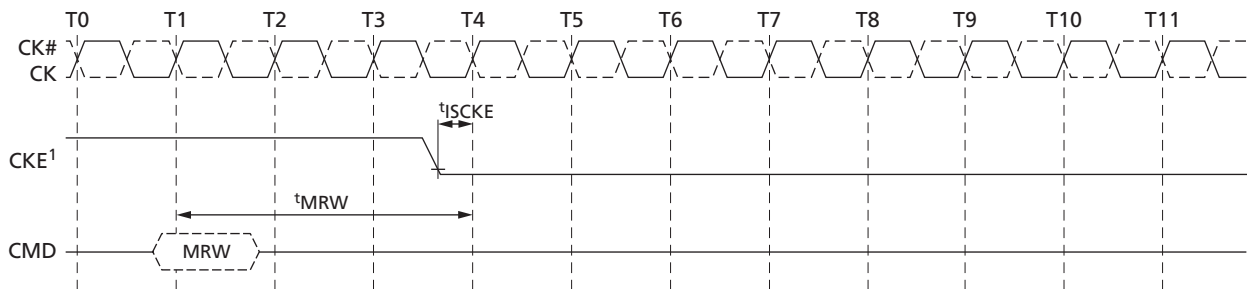 T0 T1 T2 T3 T4 T5 T6 T7 T8 T9 T10 T11
CK#
CK
tISCKE
CKE1
tMRW
CMD MRW